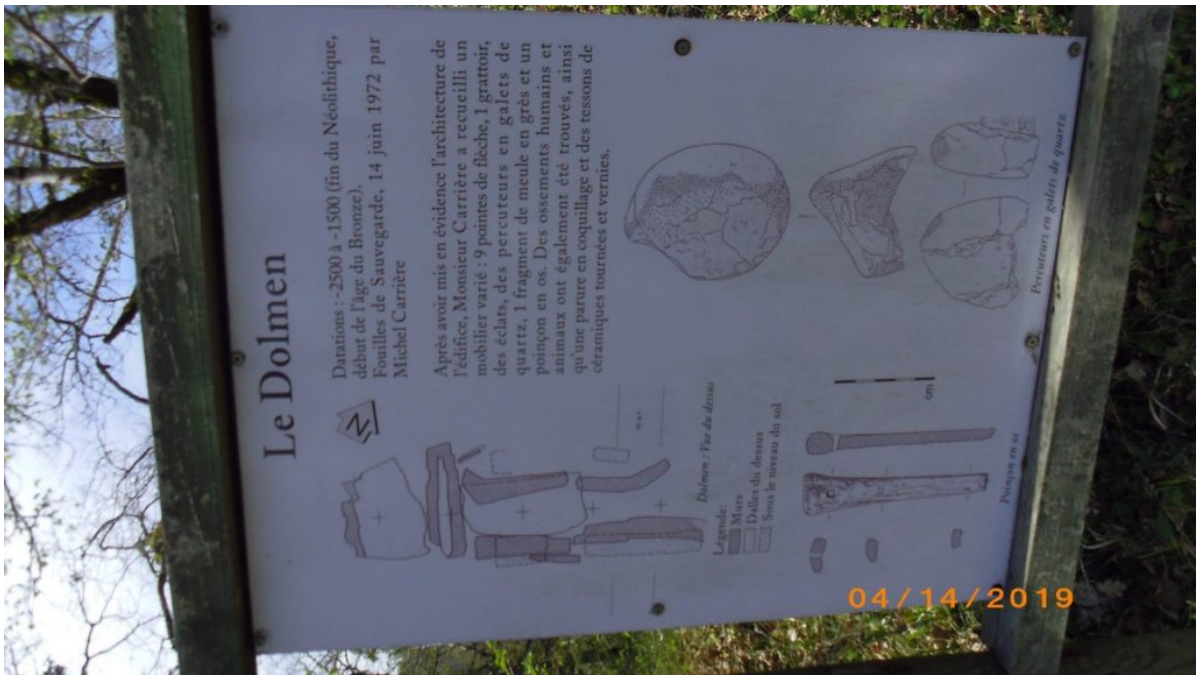 Le Dolmen
Datations : -2500 à -1500 (fin du Néolithique,
début de l'âge du Bronze).
Fouilles de Sauvegarde, 14 juin 1972 par
Michel Carrière
Après avoir mis en évidence l'architecture de
l'édifice, Monsieur Carrière a recueilli un
mobilier varié : 9 pointes de flèche, 1 grattoir,
des éclats, des percuteurs en galets de
quartz, 1 fragment de meule en grès et un
poinçon en os. Des ossements humains et
animaux ont également été trouvés, ainsi
qu'une parure en coquillage et des tessons de
céramiques tournées et vernies.
N
mur
Dolmen : Vue du dessus
Légende:
Murs
Dalles du dessus
Sous le niveau du sol
cm
Poinçon en os
Percuteurs en galets de quartz
04/14/2019